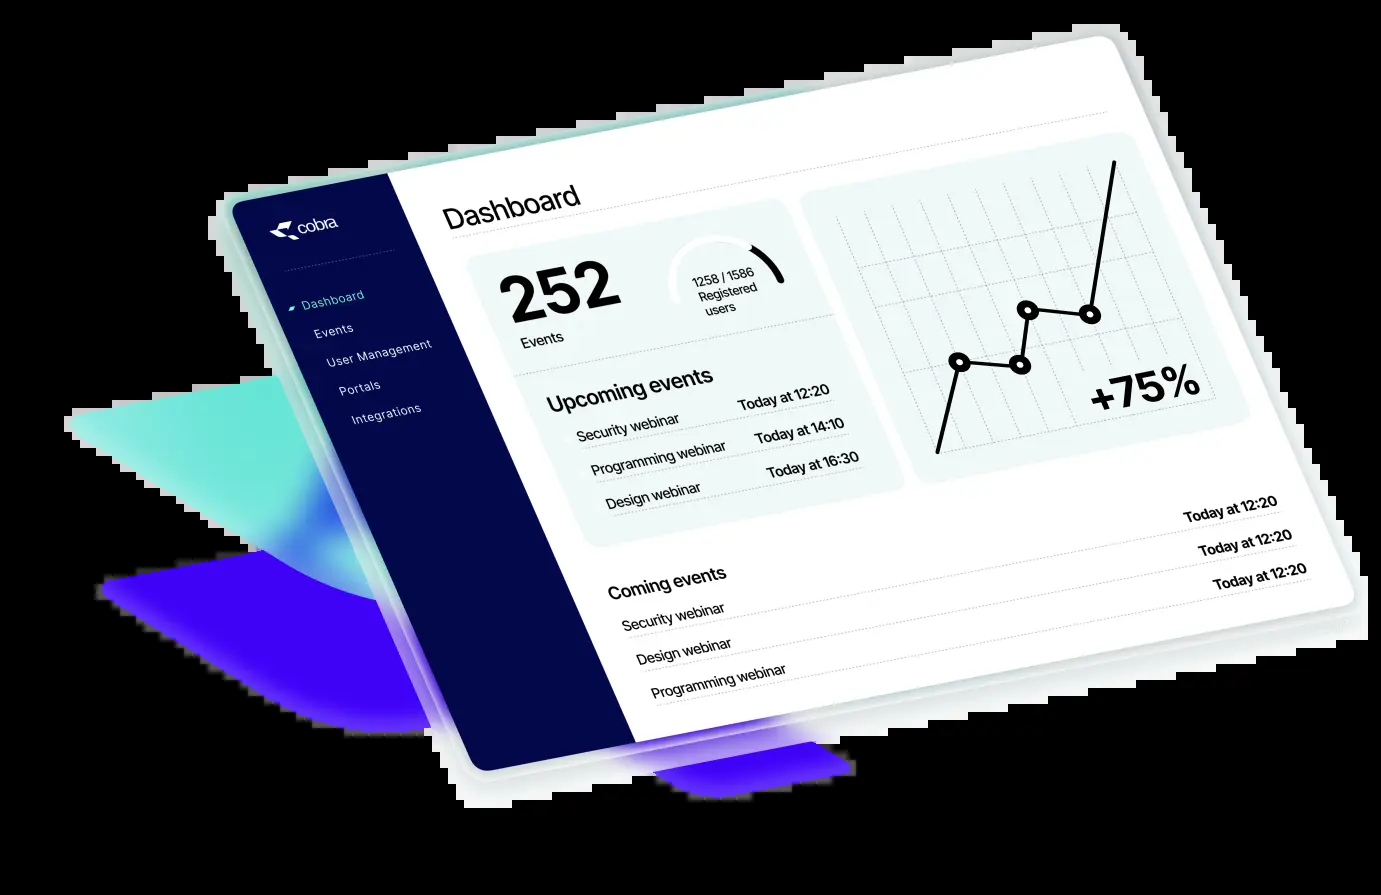 cobra
Dashboard
Events
User Management
Portals
Integrations
Dashboard
252
Events
1258 / 1586
Registered
users
Upcoming events
Security webinar Today at 12:20
Programming webinar Today at 14:10
Design webinar Today at 16:30
+75%
Coming events
Security webinar Today at 12:20
Design webinar Today at 12:20
Programming webinar Today at 12:20